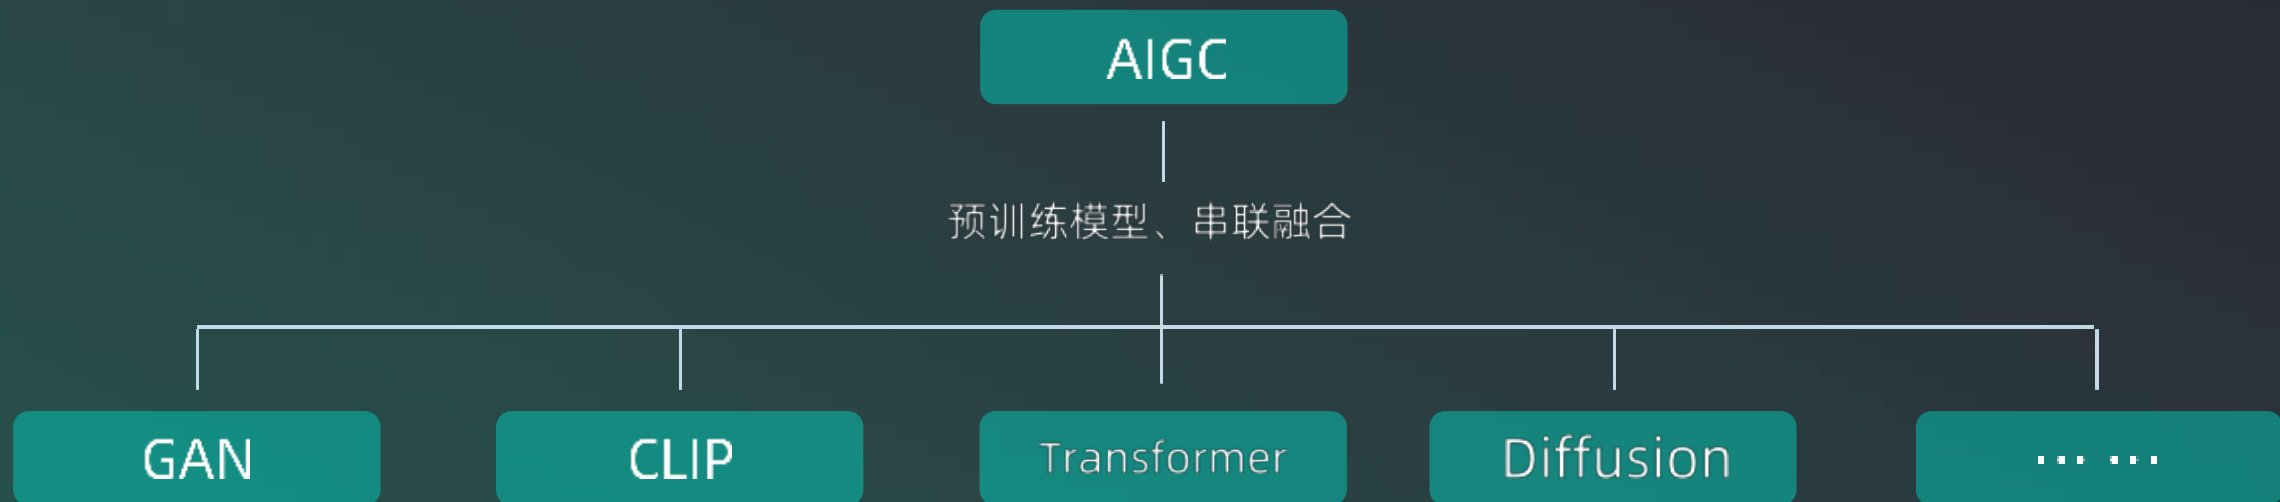 AIGC
预训练模型、串联融合
GAN
CLIP
Transformer
Diffusion
… …